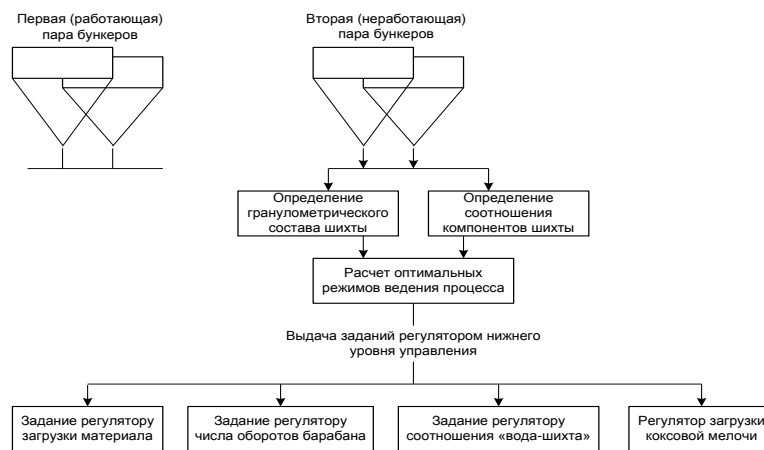 Первая (работающая)
пара бункеров
Вторая (неработающая)
пара бункеров
Определение
гранулометрического
состава шихты
Определение
соотношения
компонентов шихты
Расчет оптимальных
режимов ведения процесса
Выдача заданий регулятором нижнего
уровня управления
Задание регулятору
загрузки материала
Задание регулятору
числа оборотов барабана
Задание регулятору
соотношения «вода-шихта»
Регулятор загрузки
коксовой мелочи